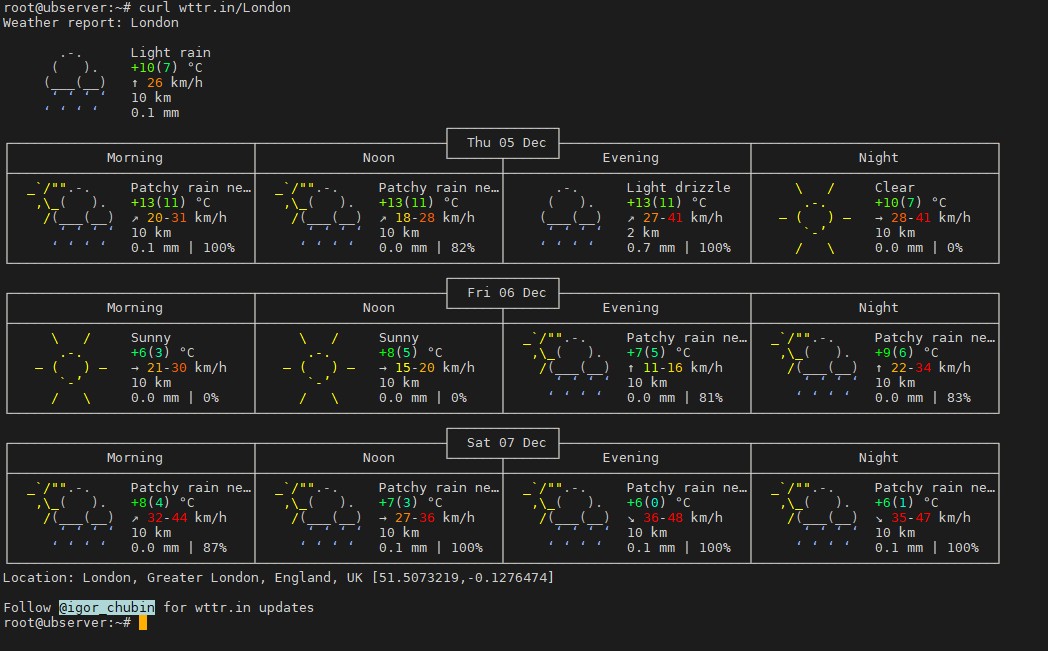 root@ubserver:~# curl wttr.in/London
Weather report: London
Light rain
+10(7) °C
↑ 26 km/h
10 km
0.1 mm
Thu 05 Dec
Morning Noon Evening Night
Patchy rain ne… Patchy rain ne… Light drizzle Clear
+13(11) °C +13(11) °C +13(11) °C +10(7) °C
↗ 20-31 km/h ↗ 18-28 km/h ↗ 27-41 km/h → 28-41 km/h
10 km 10 km 2 km 10 km
0.1 mm | 100% 0.0 mm | 82% 0.7 mm | 100% 0.0 mm | 0%
Fri 06 Dec
Morning Noon Evening Night
Sunny Sunny Patchy rain ne… Patchy rain ne…
+6(3) °C +8(5) °C +7(5) °C +9(6) °C
→ 21-30 km/h → 15-20 km/h ↑ 11-16 km/h ↑ 22-34 km/h
10 km 10 km 10 km 10 km
0.0 mm | 0% 0.0 mm | 0% 0.0 mm | 81% 0.0 mm | 83%
Sat 07 Dec
Morning Noon Evening Night
Patchy rain ne… Patchy rain ne… Patchy rain ne… Patchy rain ne…
+8(4) °C +7(3) °C +6(0) °C +6(1) °C
↗ 32-44 km/h → 27-36 km/h ↘ 36-48 km/h ↘ 35-47 km/h
10 km 10 km 10 km 10 km
0.0 mm | 87% 0.1 mm | 100% 0.1 mm | 100% 0.1 mm | 100%
Location: London, Greater London, England, UK [51.5073219,-0.1276474]
Follow @igor_chubin for wttr.in updates
root@ubserver:~#